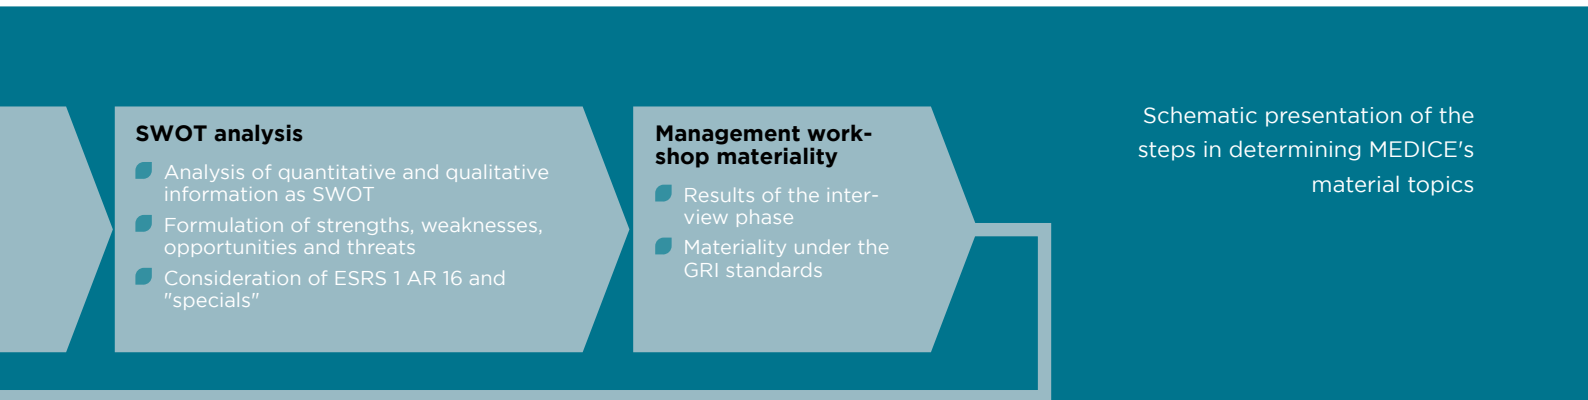 SWOT analysis
Analysis of quantitative and qualitative
information as SWOT
Formulation of strengths, weaknesses,
opportunities and threats
Consideration of ESRS 1 AR 16 and
"specials"
Management work-
shop materiality
Results of the inter-
view phase
Materiality under the
GRI standards
Schematic presentation of the
steps in determining MEDICE's
material topics